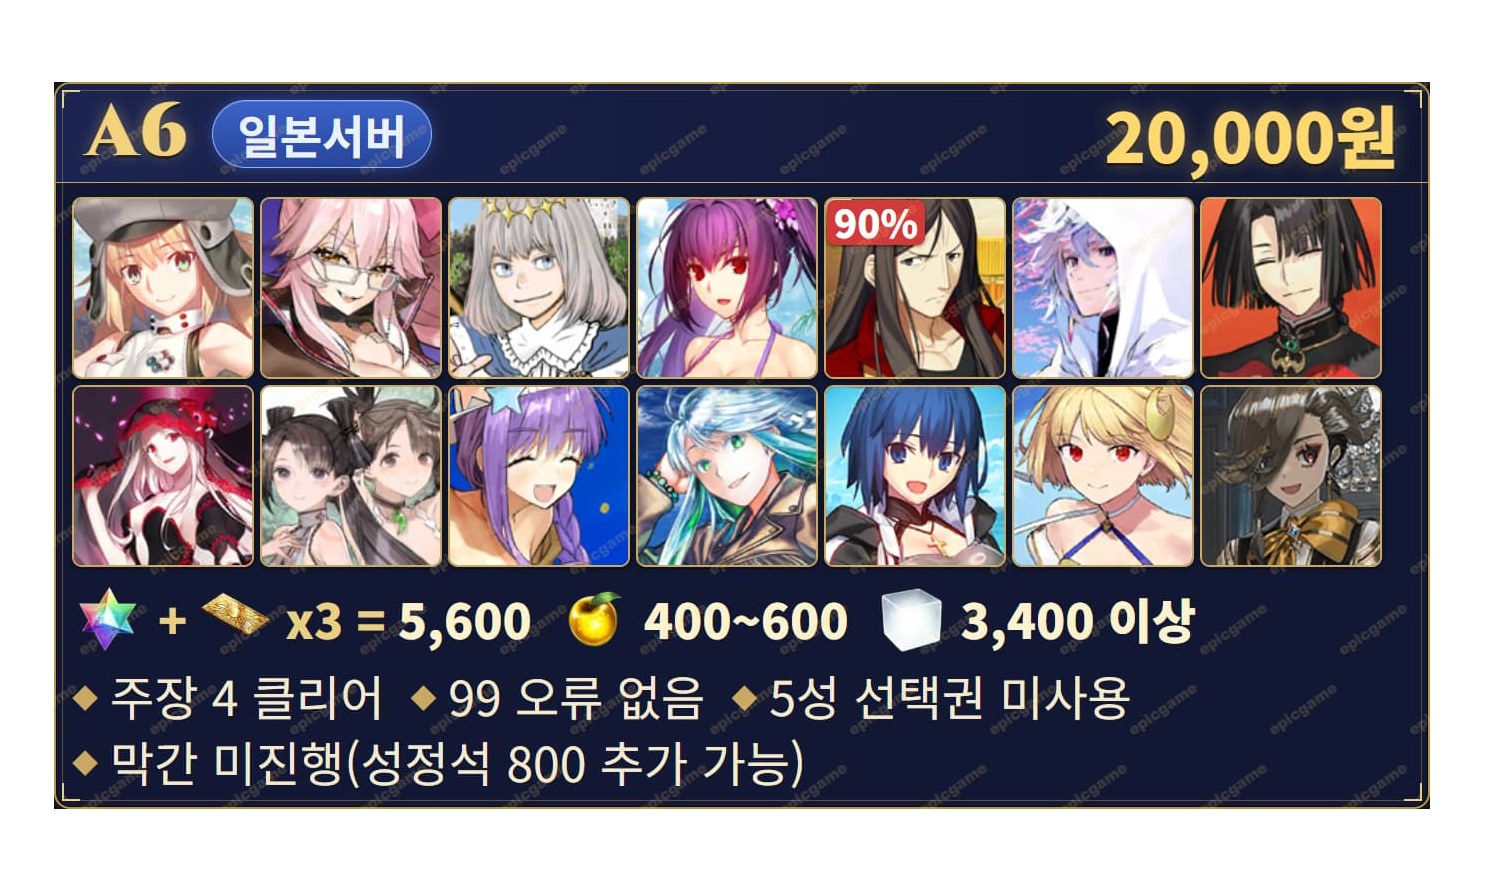 A6 일본서버 20,000원
90%
+ x3 = 5,600 400~600 3,400 이상
◆ 주장 4 클리어 ◆ 99 오류 없음 ◆ 5성 선택권 미사용
◆ 막간 미진행(성정석 800 추가 가능)
epicgame